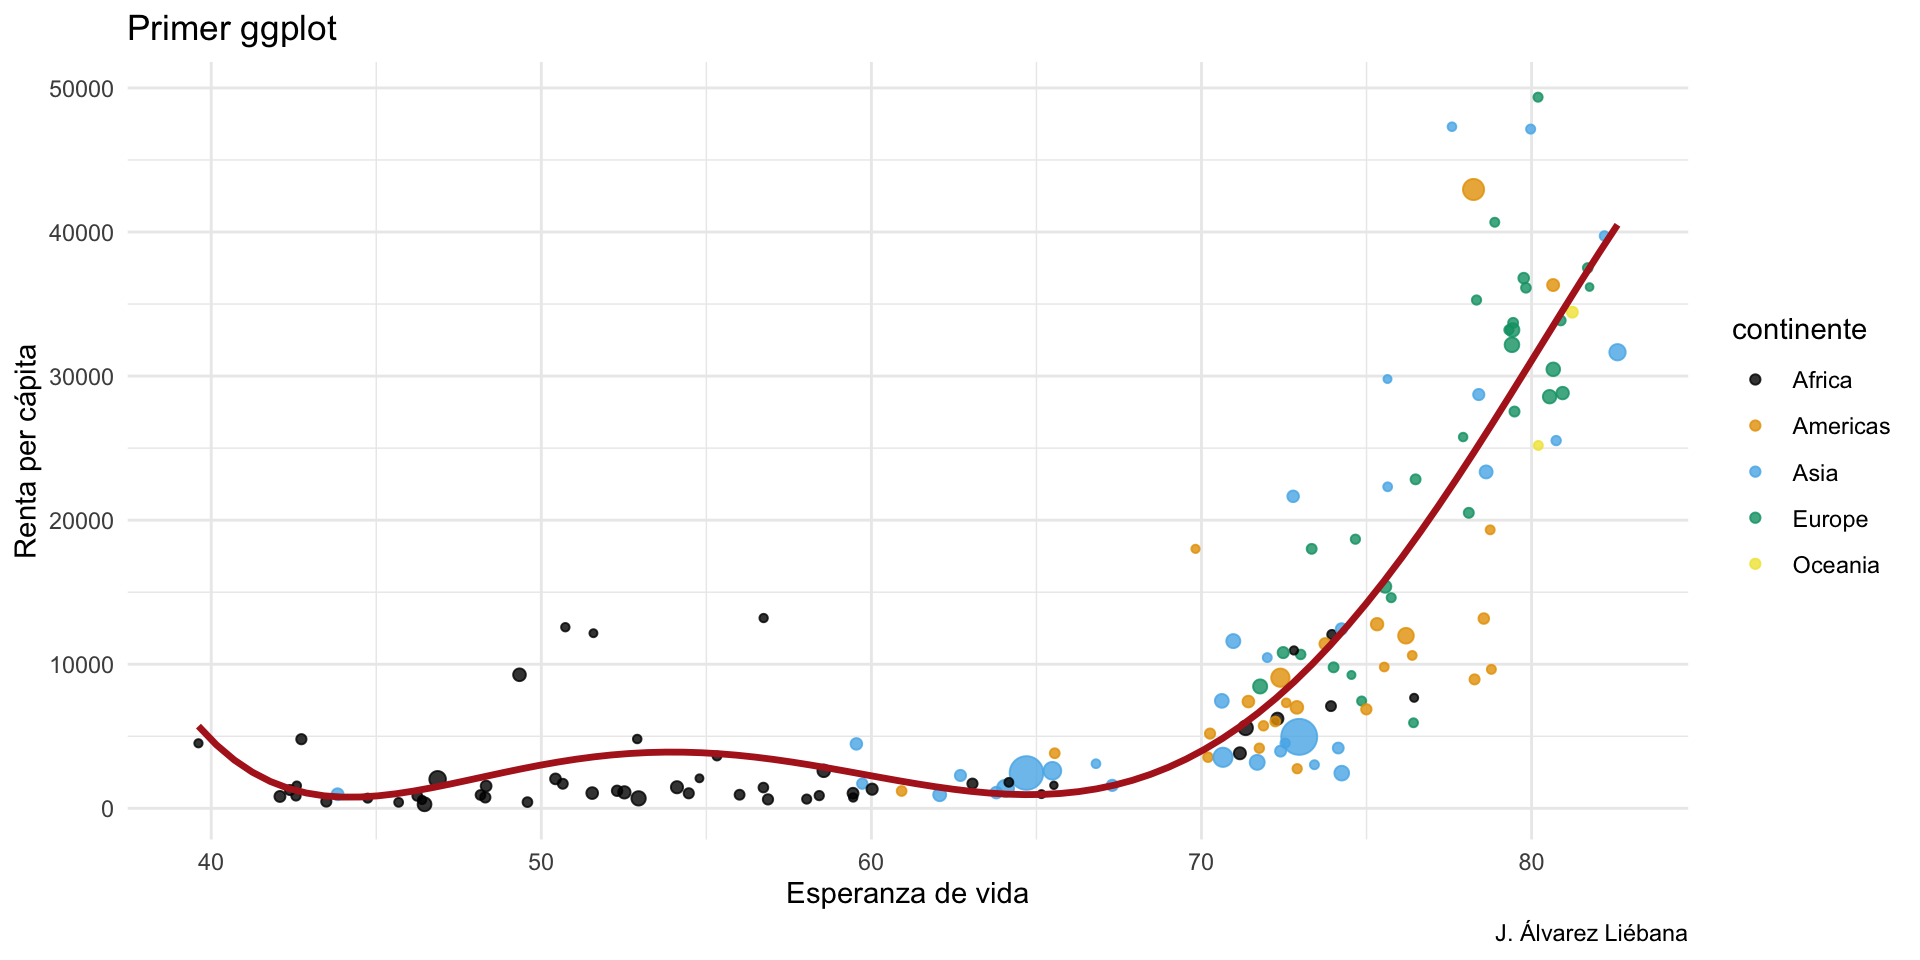 Primer ggplot
50000
40000
30000
20000
10000
0
Renta per cápita
40 50 60 70 80
Esperanza de vida
continente
Africa
Americas
Asia
Europe
Oceania
J. Álvarez Liébana